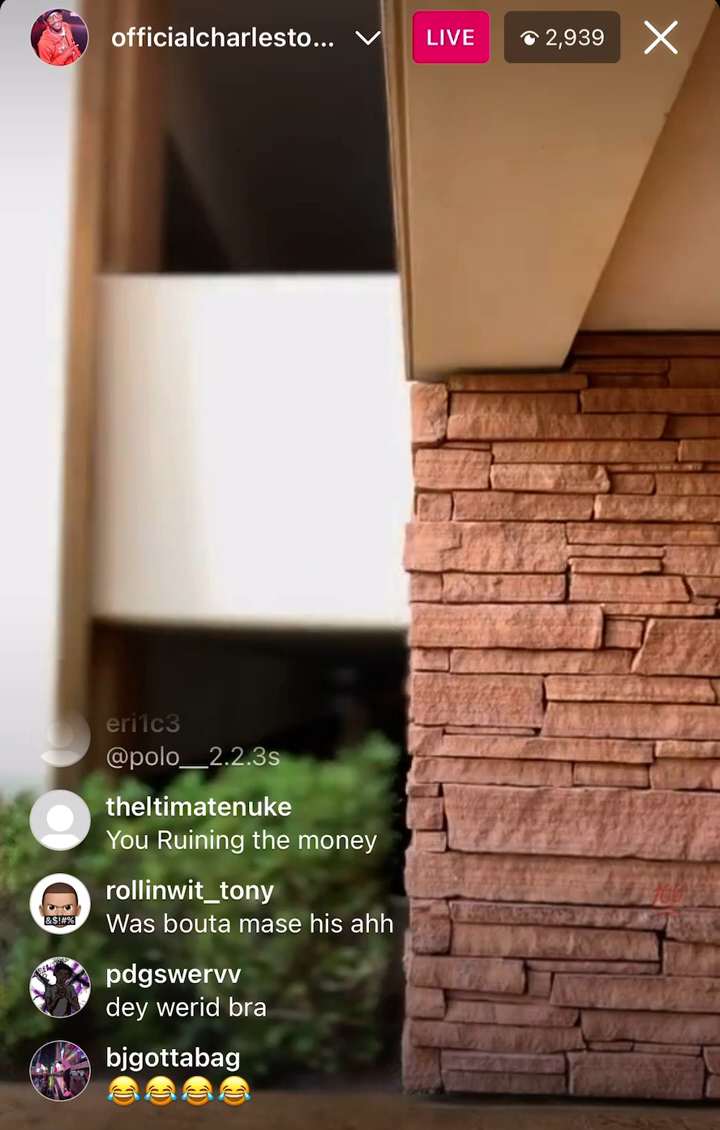 officialcharlesto...
LIVE
2,939
eri1c3
@polo__2.2.3s
theltimatenuke
You Ruining the money
rollinwit_tony
&$!#%
Was bouta mase his ahh
pdgswervv
dey werid bra
bjgottabag
😂😂😂😂
100